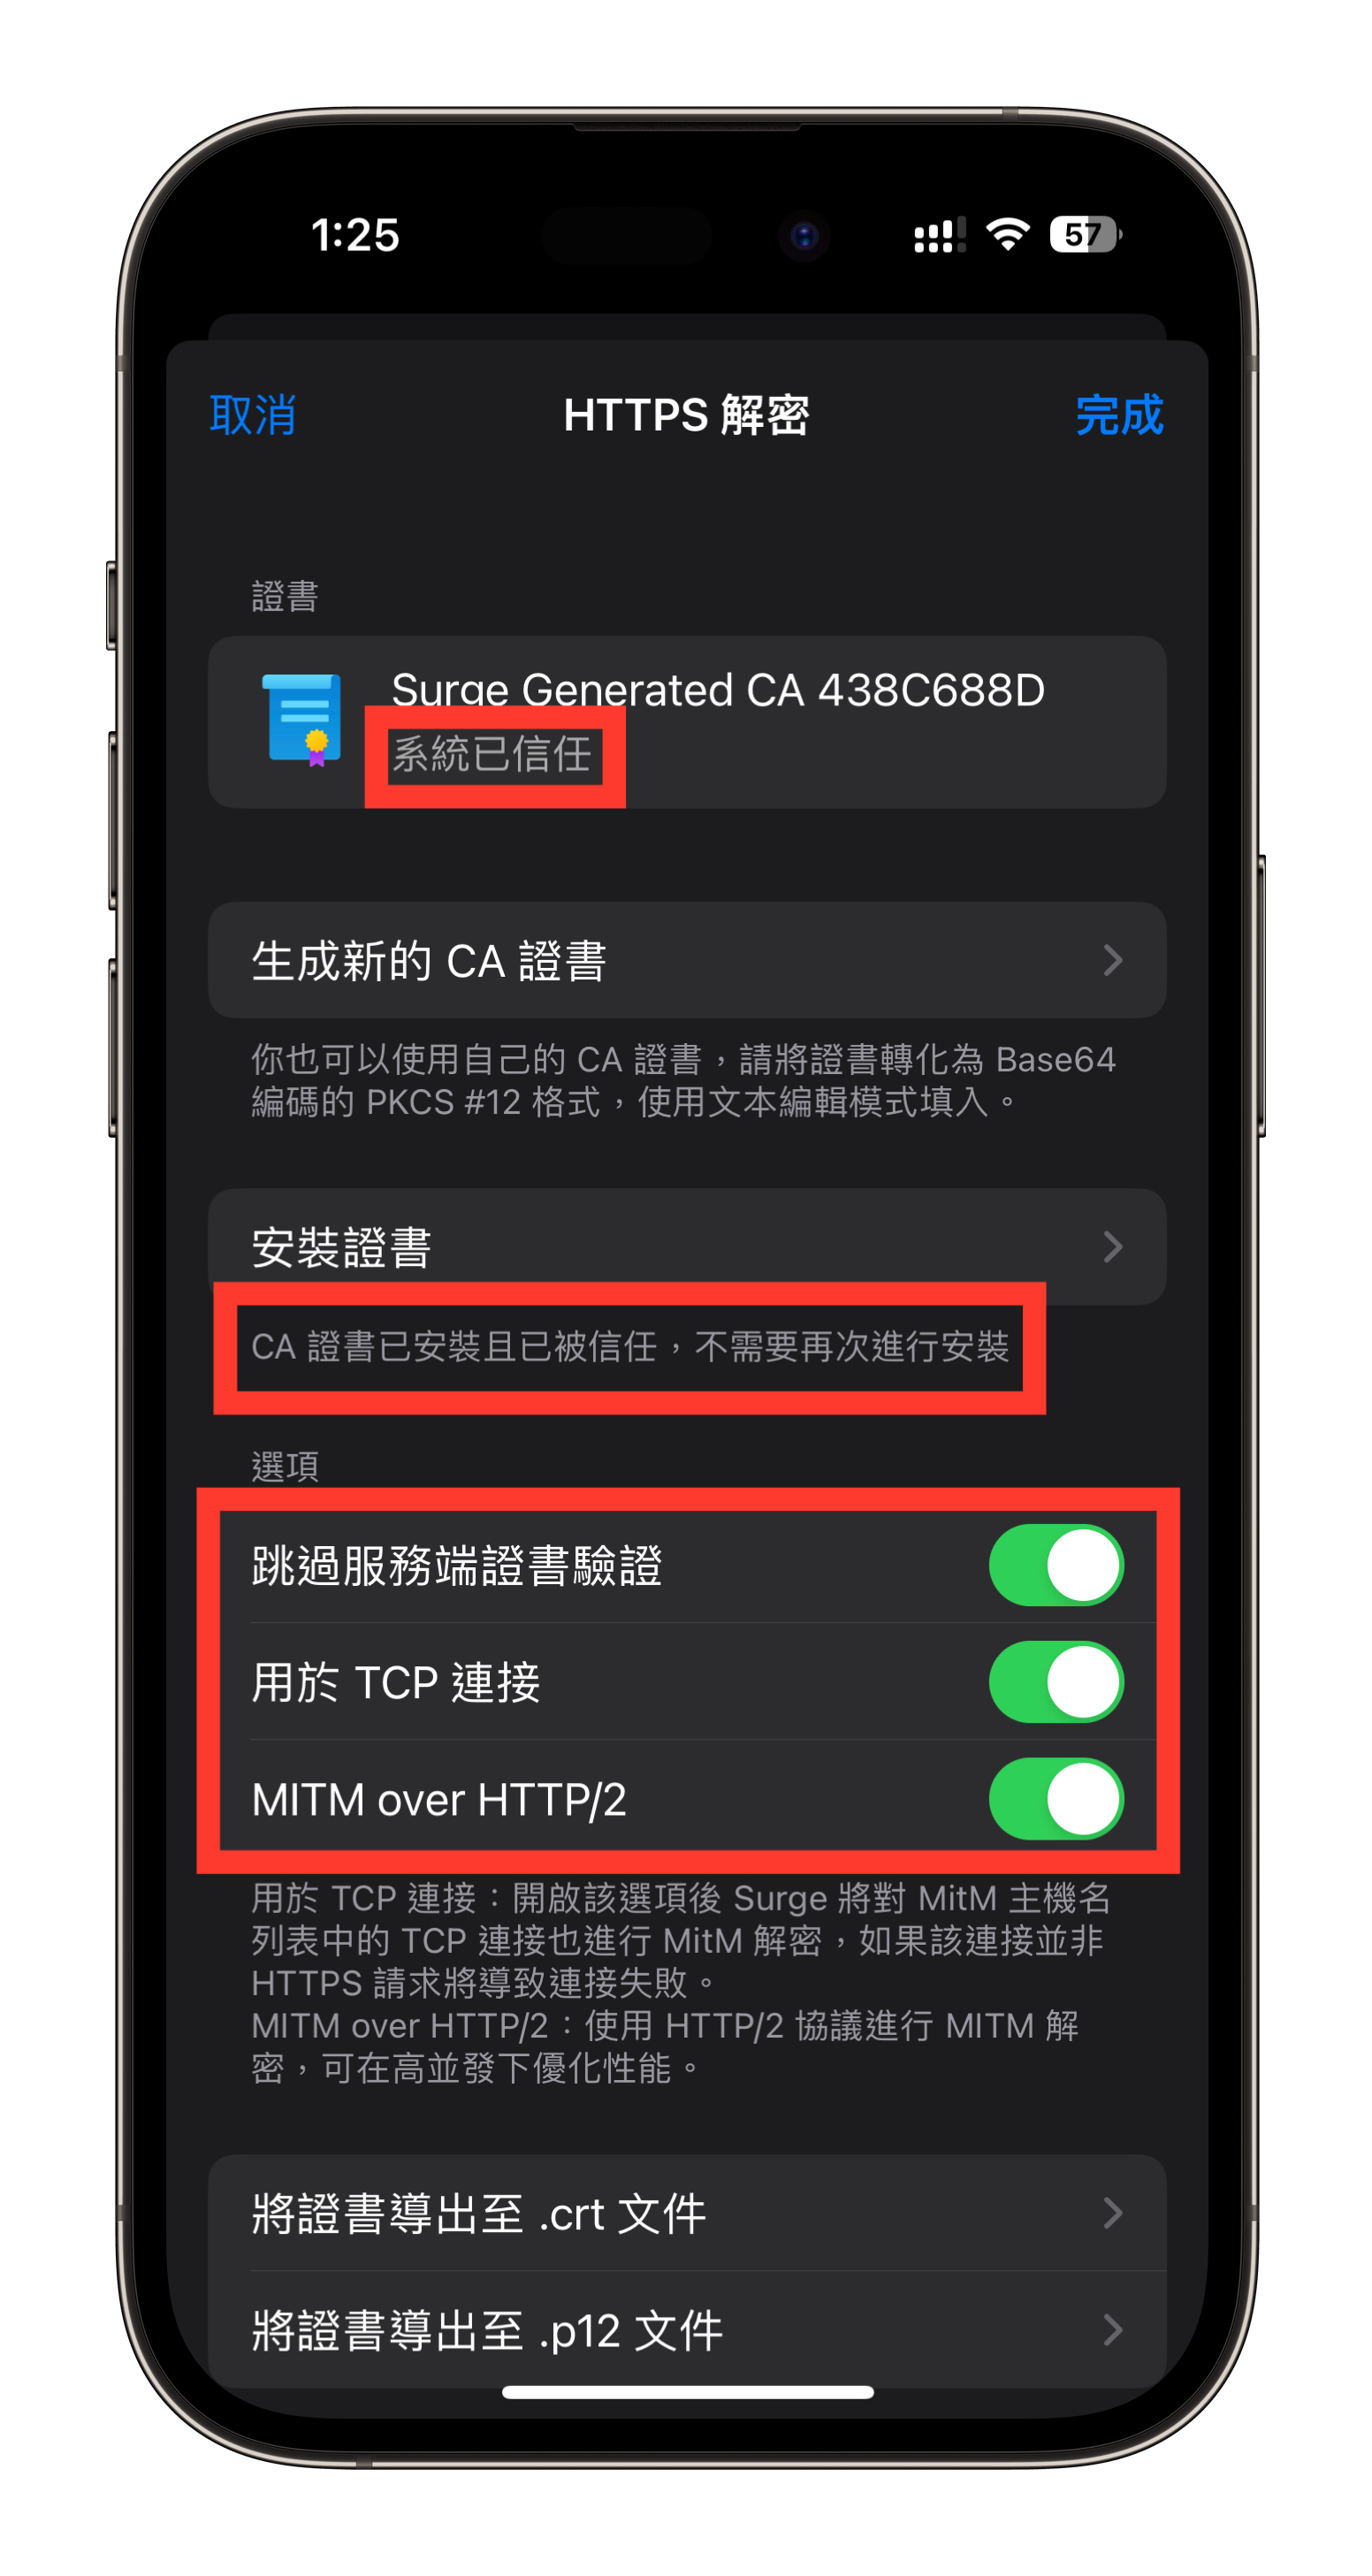 1:25
57
取消
HTTPS 解密
完成
證書
Surge Generated CA 438C688D
系統已信任
生成新的 CA 證書
你也可以使用自己的 CA 證書，請將證書轉化為 Base64
編碼的 PKCS #12 格式，使用文本編輯模式填入。
安裝證書
CA 證書已安裝且已被信任，不需要再次進行安裝
選項
跳過服務端證書驗證
用於 TCP 連接
MITM over HTTP/2
用於 TCP 連接：開啟該選項後 Surge 將對 MitM 主機名
列表中的 TCP 連接也進行 MitM 解密，如果該連接並非
HTTPS 請求將導致連接失敗。
MITM over HTTP/2：使用 HTTP/2 協議進行 MITM 解
密，可在高並發下優化性能。
將證書導出至 .crt 文件
將證書導出至 .p12 文件